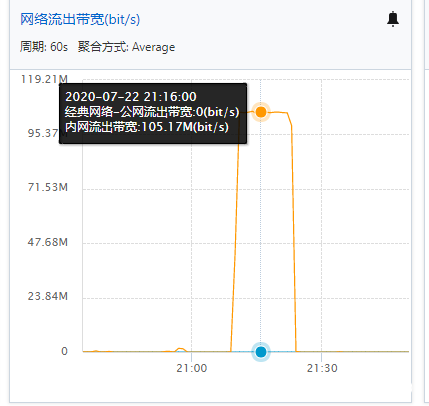 网络流出带宽(bit/s)
周期: 60s 聚合方式: Average
119.21M
2020-07-22 21:16:00
经典网络-公网流出带宽:0(bit/s)
内网流出带宽:105.17M(bit/s)
95.37M
71.53M
47.68M
23.84M
0
21:00 21:30